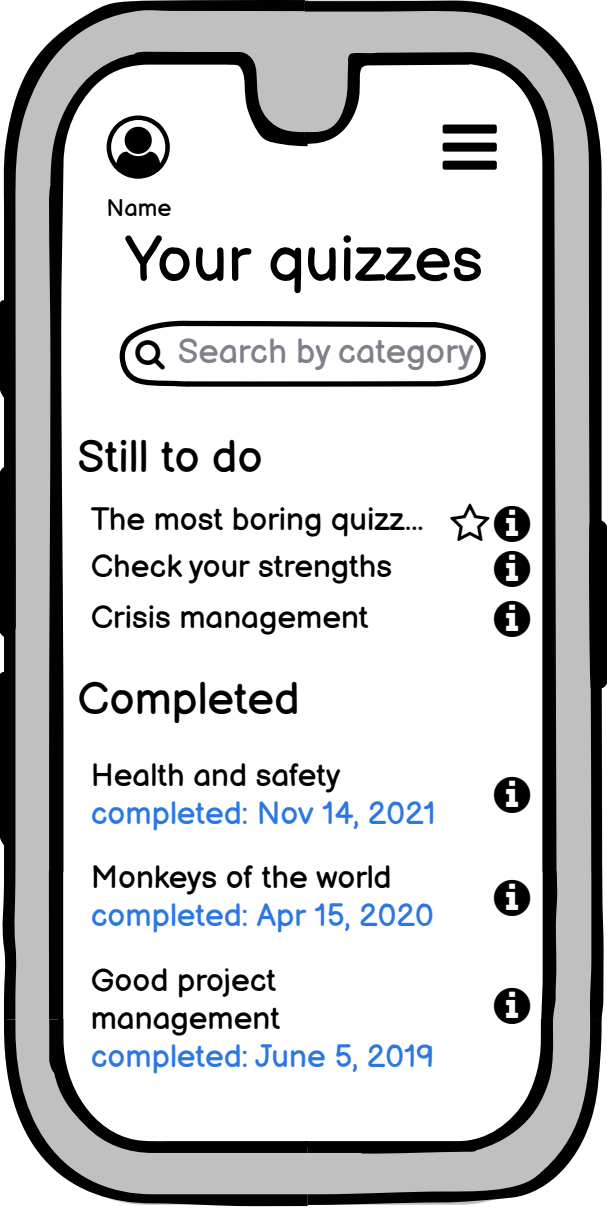 Name
Your quizzes
Search by category
Still to do
The most boring quizz...
Check your strengths
Crisis management
Completed
Health and safety
completed: Nov 14, 2021
Monkeys of the world
completed: Apr 15, 2020
Good project
management
completed: June 5, 2019